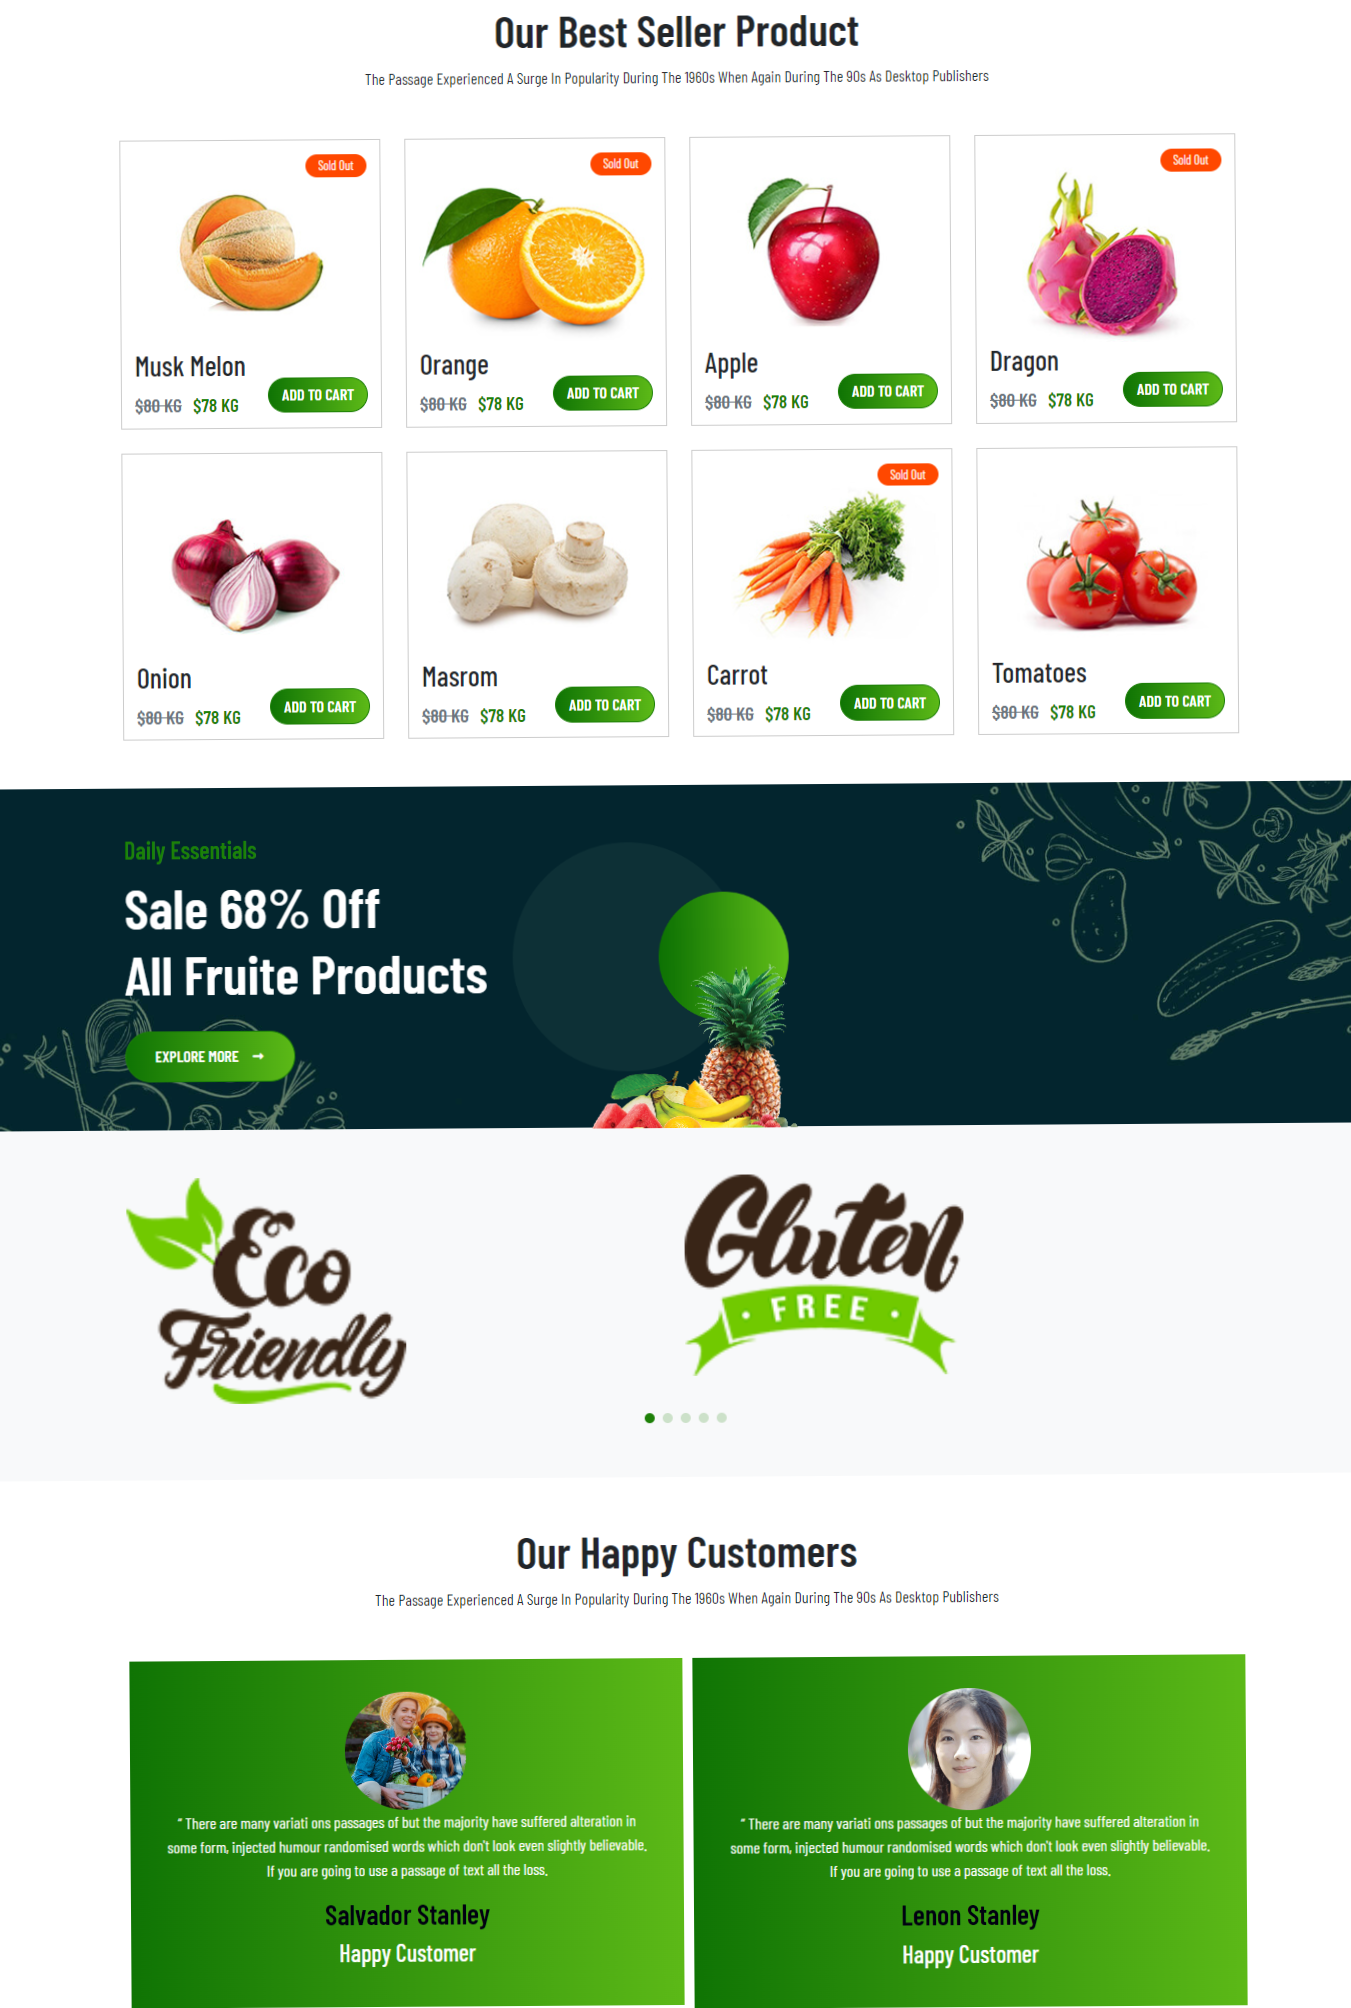 Our Best Seller Product
The Passage Experienced A Surge In Popularity During The 1960s When Again During The 90s As Desktop Publishers
Sold Out
Musk Melon
$80 KG $78 KG
ADD TO CART
Sold Out
Orange
$80 KG $78 KG
ADD TO CART
Apple
$80 KG $78 KG
ADD TO CART
Sold Out
Dragon
$80 KG $78 KG
ADD TO CART
Onion
$80 KG $78 KG
ADD TO CART
Masrom
$80 KG $78 KG
ADD TO CART
Sold Out
Carrot
$80 KG $78 KG
ADD TO CART
Tomatoes
$80 KG $78 KG
ADD TO CART
Daily Essentials
Sale 68% Off
All Fruite Products
EXPLORE MORE →
Eco
Friendly
Gluten
• FREE •
Our Happy Customers
The Passage Experienced A Surge In Popularity During The 1960s When Again During The 90s As Desktop Publishers
“ There are many variati ons passages of but the majority have suffered alteration in
some form, injected humour randomised words which don't look even slightly believable.
If you are going to use a passage of text all the loss.
Salvador Stanley
Happy Customer
“ There are many variati ons passages of but the majority have suffered alteration in
some form, injected humour randomised words which don't look even slightly believable.
If you are going to use a passage of text all the loss.
Lenon Stanley
Happy Customer